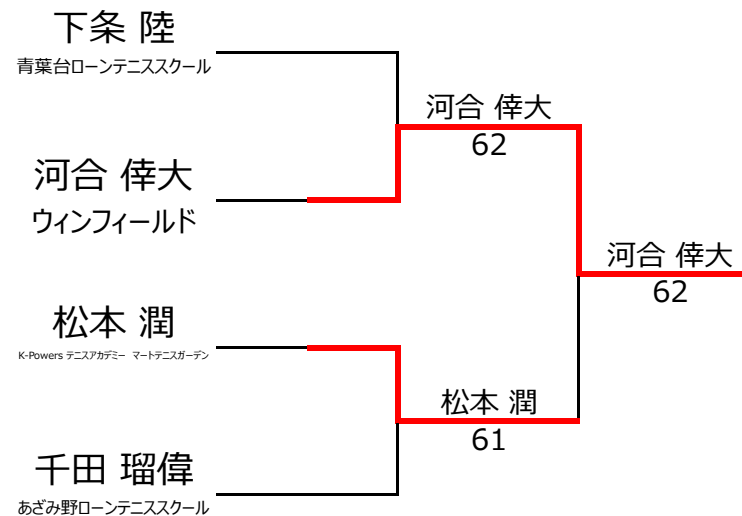 下条 陸
青葉台ローンテニススクール
河合 倖大
62
河合 倖大
ウィンフィールド
河合 倖大
62
松本 潤
K-Powers テニスアカデミー マートテニスガーデン
松本 潤
61
千田 瑠偉
あざみ野ローンテニススクール